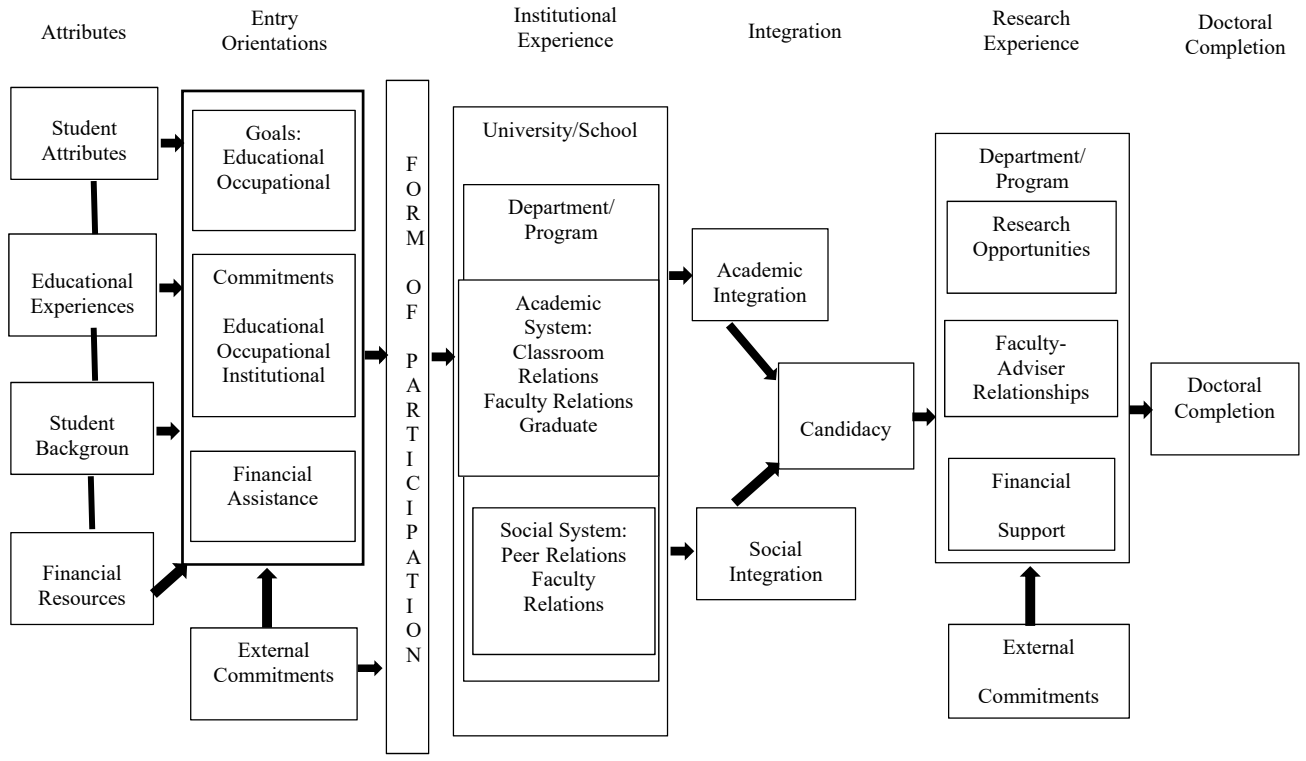 Attributes
Entry
Orientations
Institutional
Experience
Integration
Research
Experience
Doctoral
Completion
Student
Attributes
Educational
Experiences
Student
Backgroun
Financial
Resources
Goals:
Educational
Occupational
Commitments
Educational
Occupational
Institutional
Financial
Assistance
External
Commitments
FORM OF PARTICIPATION
University/School
Department/
Program
Academic
System:
Classroom
Relations
Faculty Relations
Graduate
Social System:
Peer Relations
Faculty
Relations
Academic
Integration
Social
Integration
Candidacy
Department/
Program
Research
Opportunities
Faculty-
Adviser
Relationships
Financial
Support
External
Commitments
Doctoral
Completion